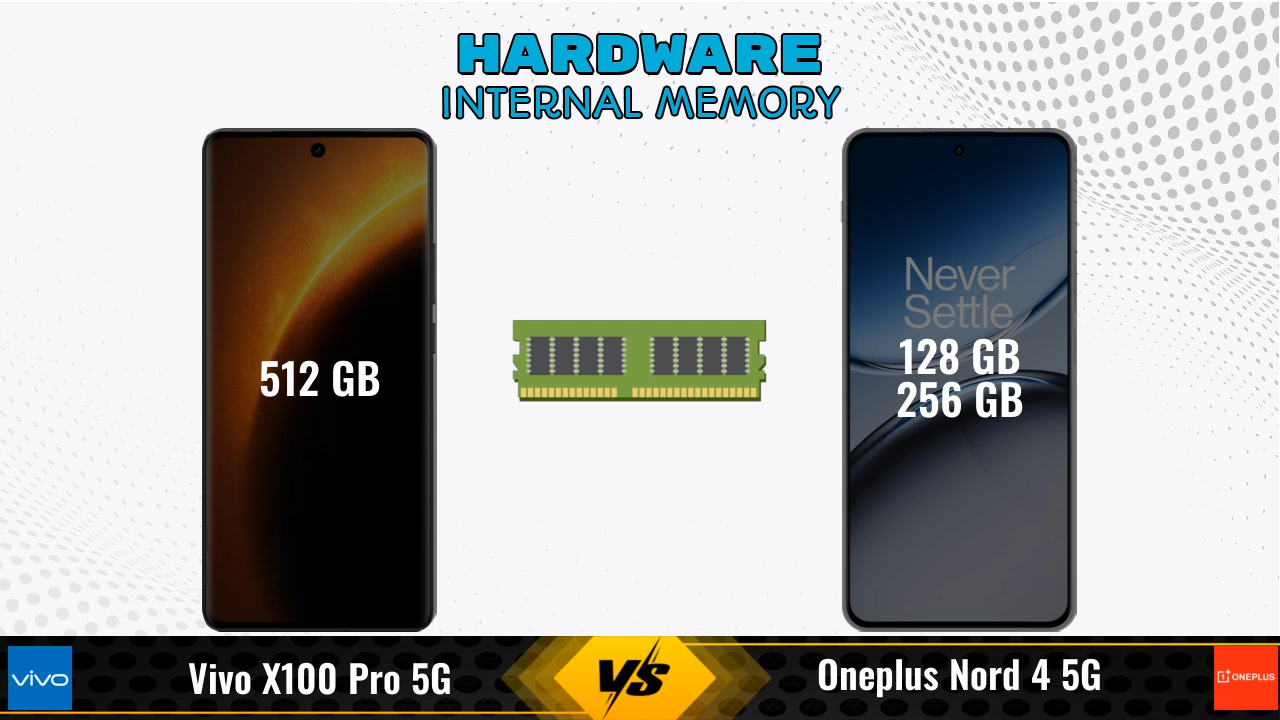 HARDWARE
INTERNAL MEMORY
Never
Settle
512 GB
128 GB
256 GB
vivo
Vivo X100 Pro 5G
VS
Oneplus Nord 4 5G
1+ ONEPLUS